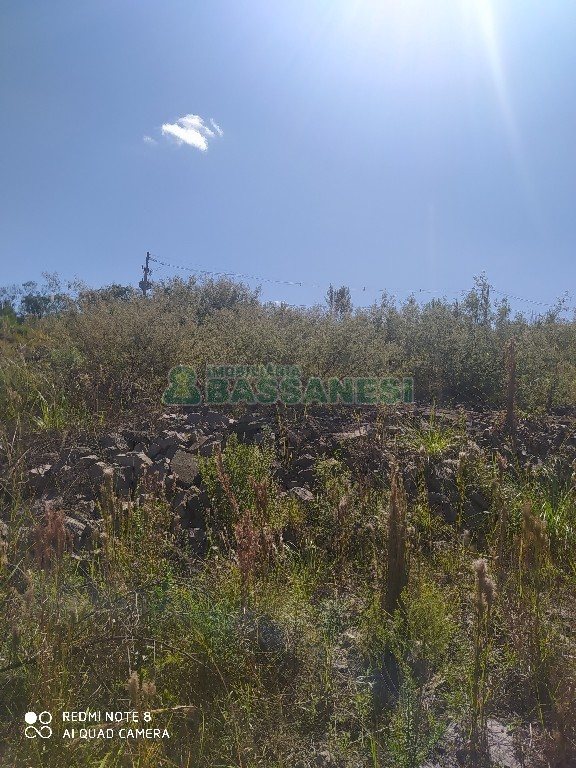 IMOBILIÁRIA
BASSANESI
REDMI NOTE 8
AI QUAD CAMERA